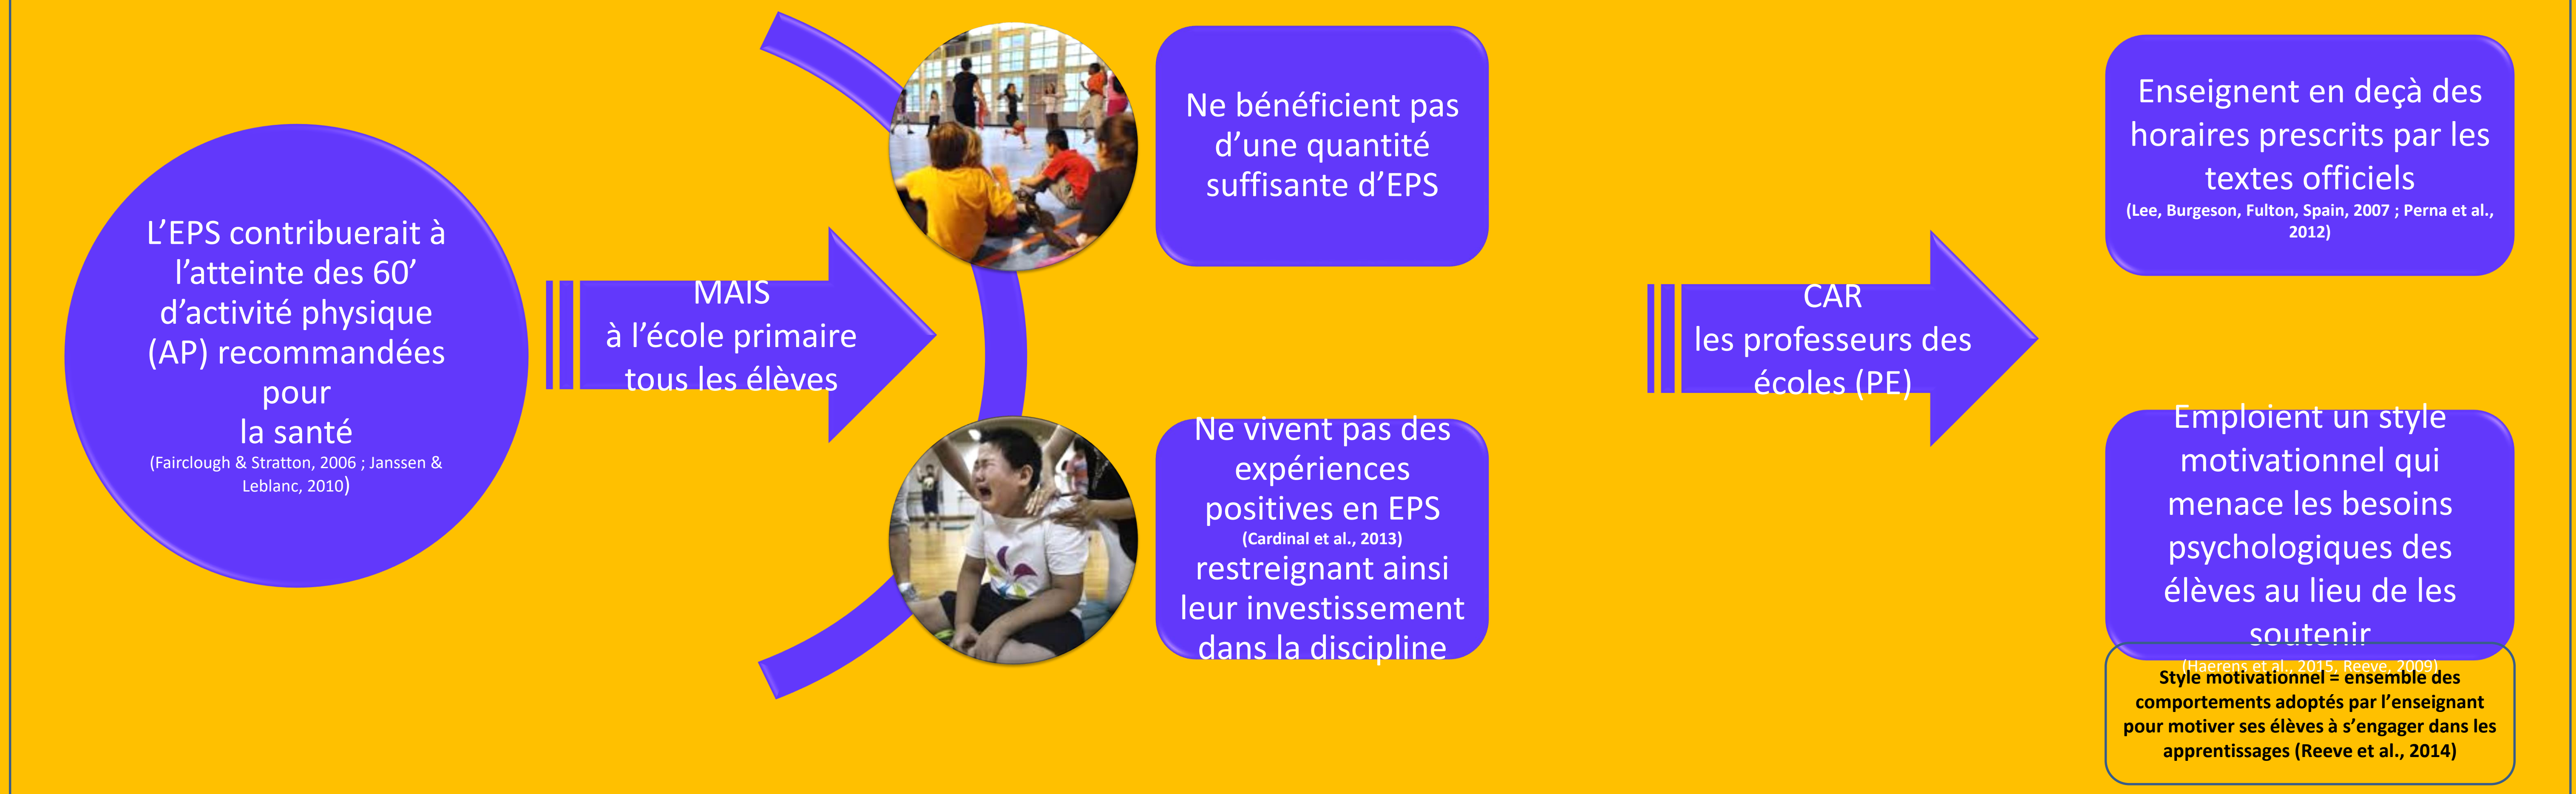 L’EPS contribuerait à
l’atteinte des 60’
d’activité physique
(AP) recommandées
pour
la santé
(Fairclough & Stratton, 2006 ; Janssen &
Leblanc, 2010)
MAIS
à l’école primaire
tous les élèves
Ne bénéficient pas
d’une quantité
suffisante d’EPS
Ne vivent pas des
expériences
positives en EPS
(Cardinal et al., 2013)
restreignant ainsi
leur investissement
dans la discipline
CAR
les professeurs des
écoles (PE)
Enseignent en deçà des
horaires prescrits par les
textes officiels
(Lee, Burgeson, Fulton, Spain, 2007 ; Perna et al.,
2012)
Emploient un style
motivationnel qui
menace les besoins
psychologiques des
élèves au lieu de les
soutenir
(Haerens et al., 2015, Reeve, 2009)
Style motivationnel = ensemble des
comportements adoptés par l’enseignant
pour motiver ses élèves à s’engager dans les
apprentissages (Reeve et al., 2014)